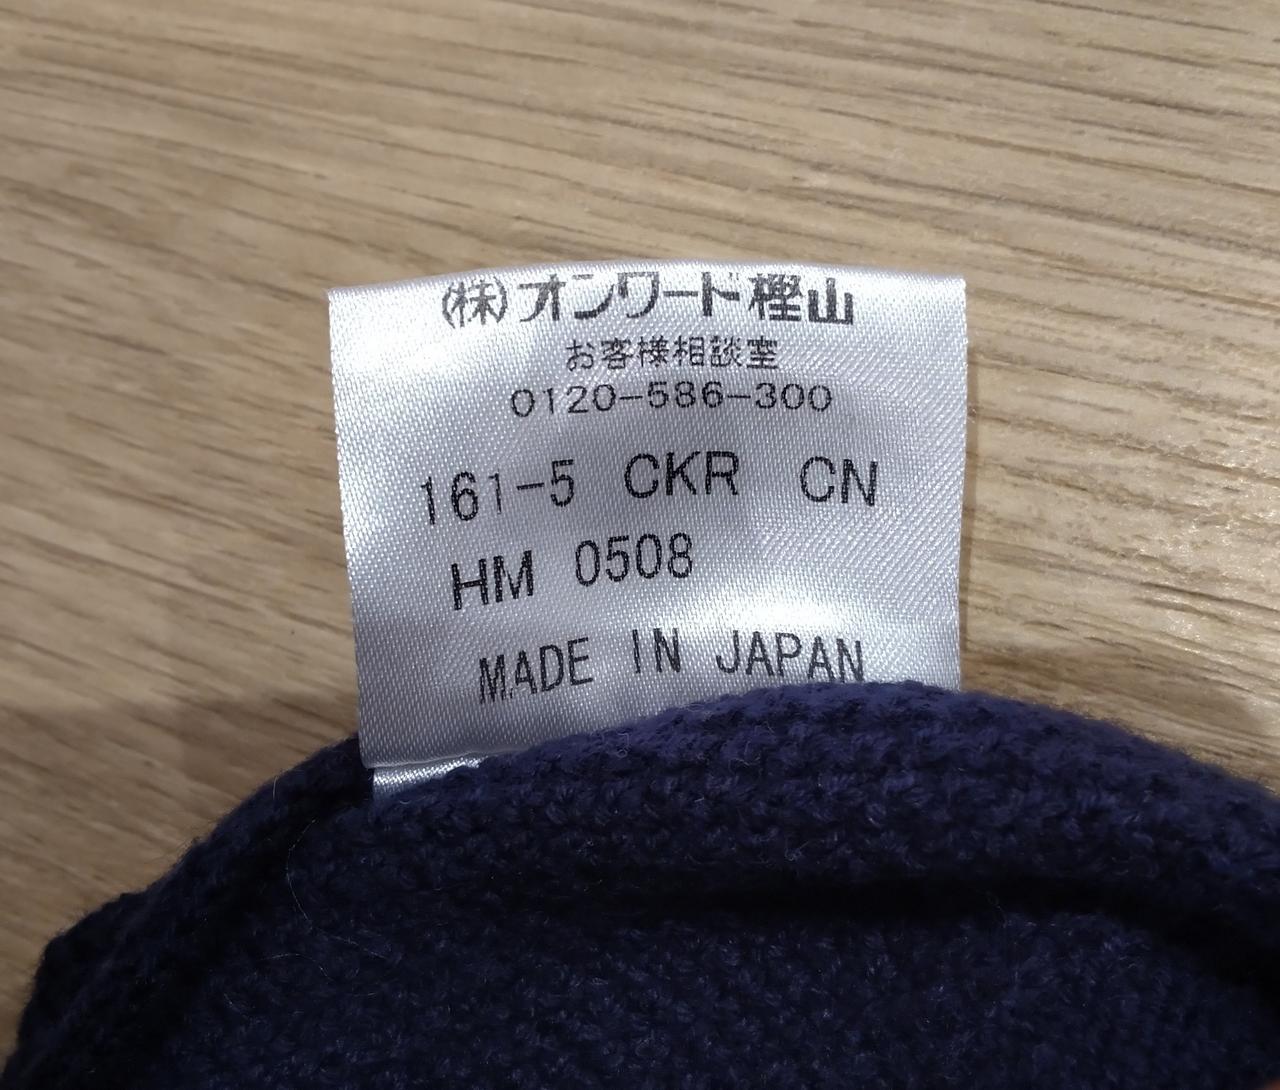 (株)オンワード樫山
お客様相談室
0120-586-300
161-5 CKR CN
HM 0508
MADE IN JAPAN